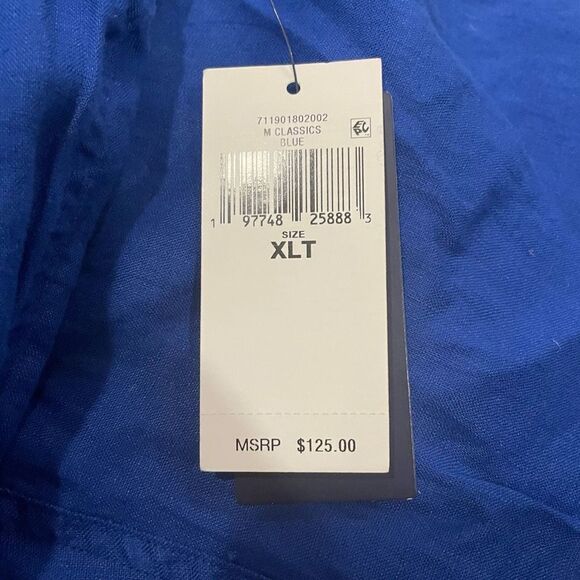 711901802002
M CLASSICS
BLUE
1 97748 25888 3
SIZE
XLT
MSRP $125.00